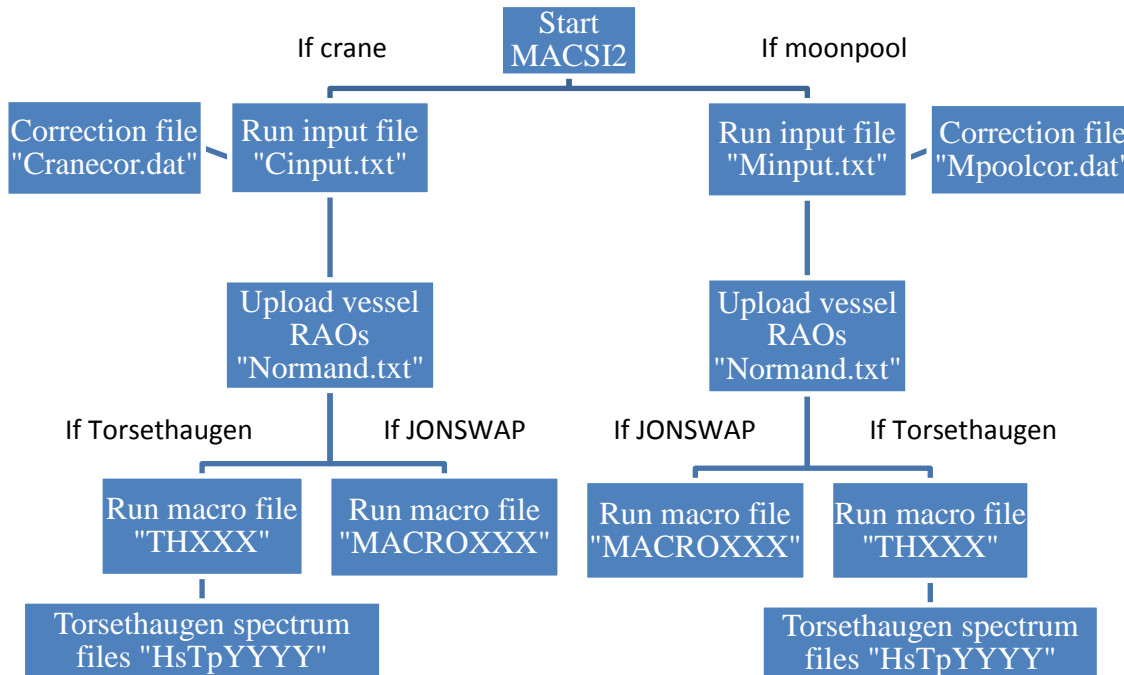 Start
MACSI2
If crane
If moonpool
Correction file
"Cranecor.dat"
Run input file
"Cinput.txt"
Run input file
"Minput.txt"
Correction file
"Mpoolcor.dat"
Upload vessel
RAOs
"Normand.txt"
Upload vessel
RAOs
"Normand.txt"
If Torsethaugen
If JONSWAP
If JONSWAP
If Torsethaugen
Run macro file
"THXXX"
Run macro file
"MACROXXX"
Run macro file
"MACROXXX"
Run macro file
"THXXX"
Torsethaugen spectrum
files "HsTpYYYY"
Torsethaugen spectrum
files "HsTpYYYY"